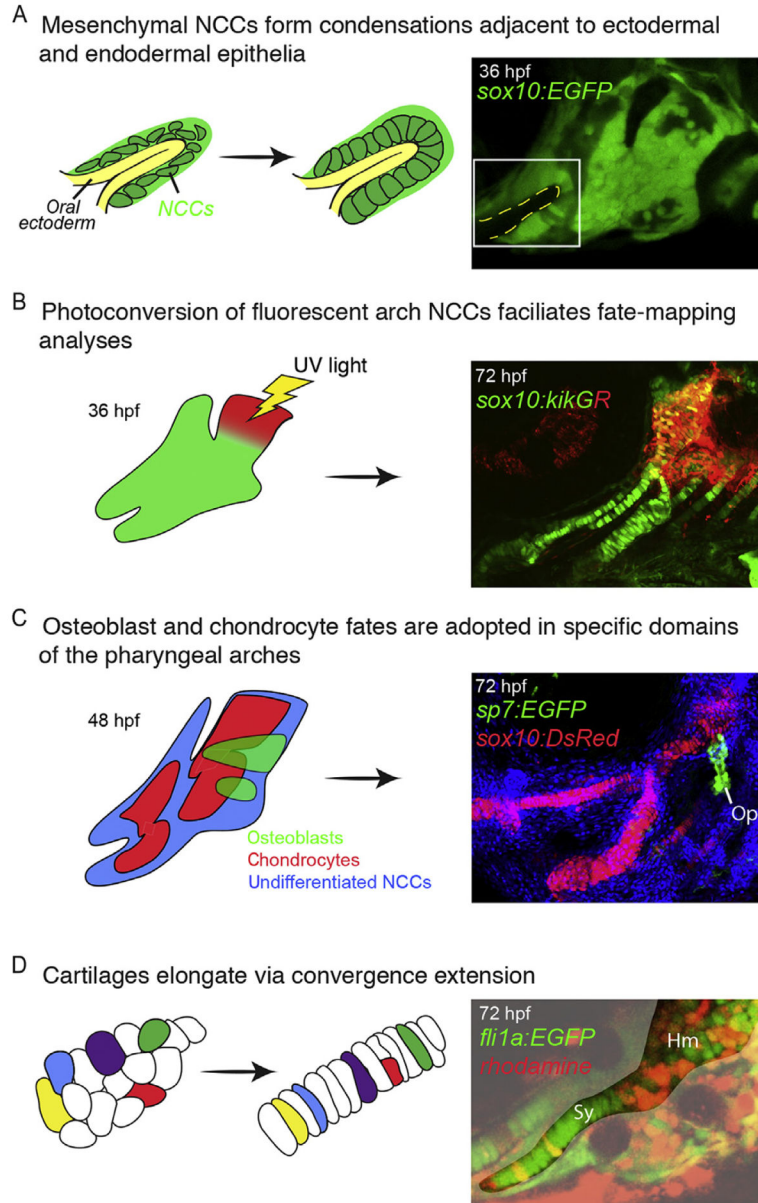 A Mesenchymal NCCs form condensations adjacent to ectodermal
and endodermal epithelia
36 hpf
sox10:EGFP
Oral
ectoderm
NCCs
B Photoconversion of fluorescent arch NCCs faciliates fate-mapping
analyses
UV light
36 hpf
72 hpf
sox10:kikGR
C Osteoblast and chondrocyte fates are adopted in specific domains
of the pharyngeal arches
48 hpf
Osteoblasts
Chondrocytes
Undifferentiated NCCs
72 hpf
sp7:EGFP
sox10:DsRed
Op
D Cartilages elongate via convergence extension
72 hpf
fli1a:EGFP
rhodamine
Hm
Sy